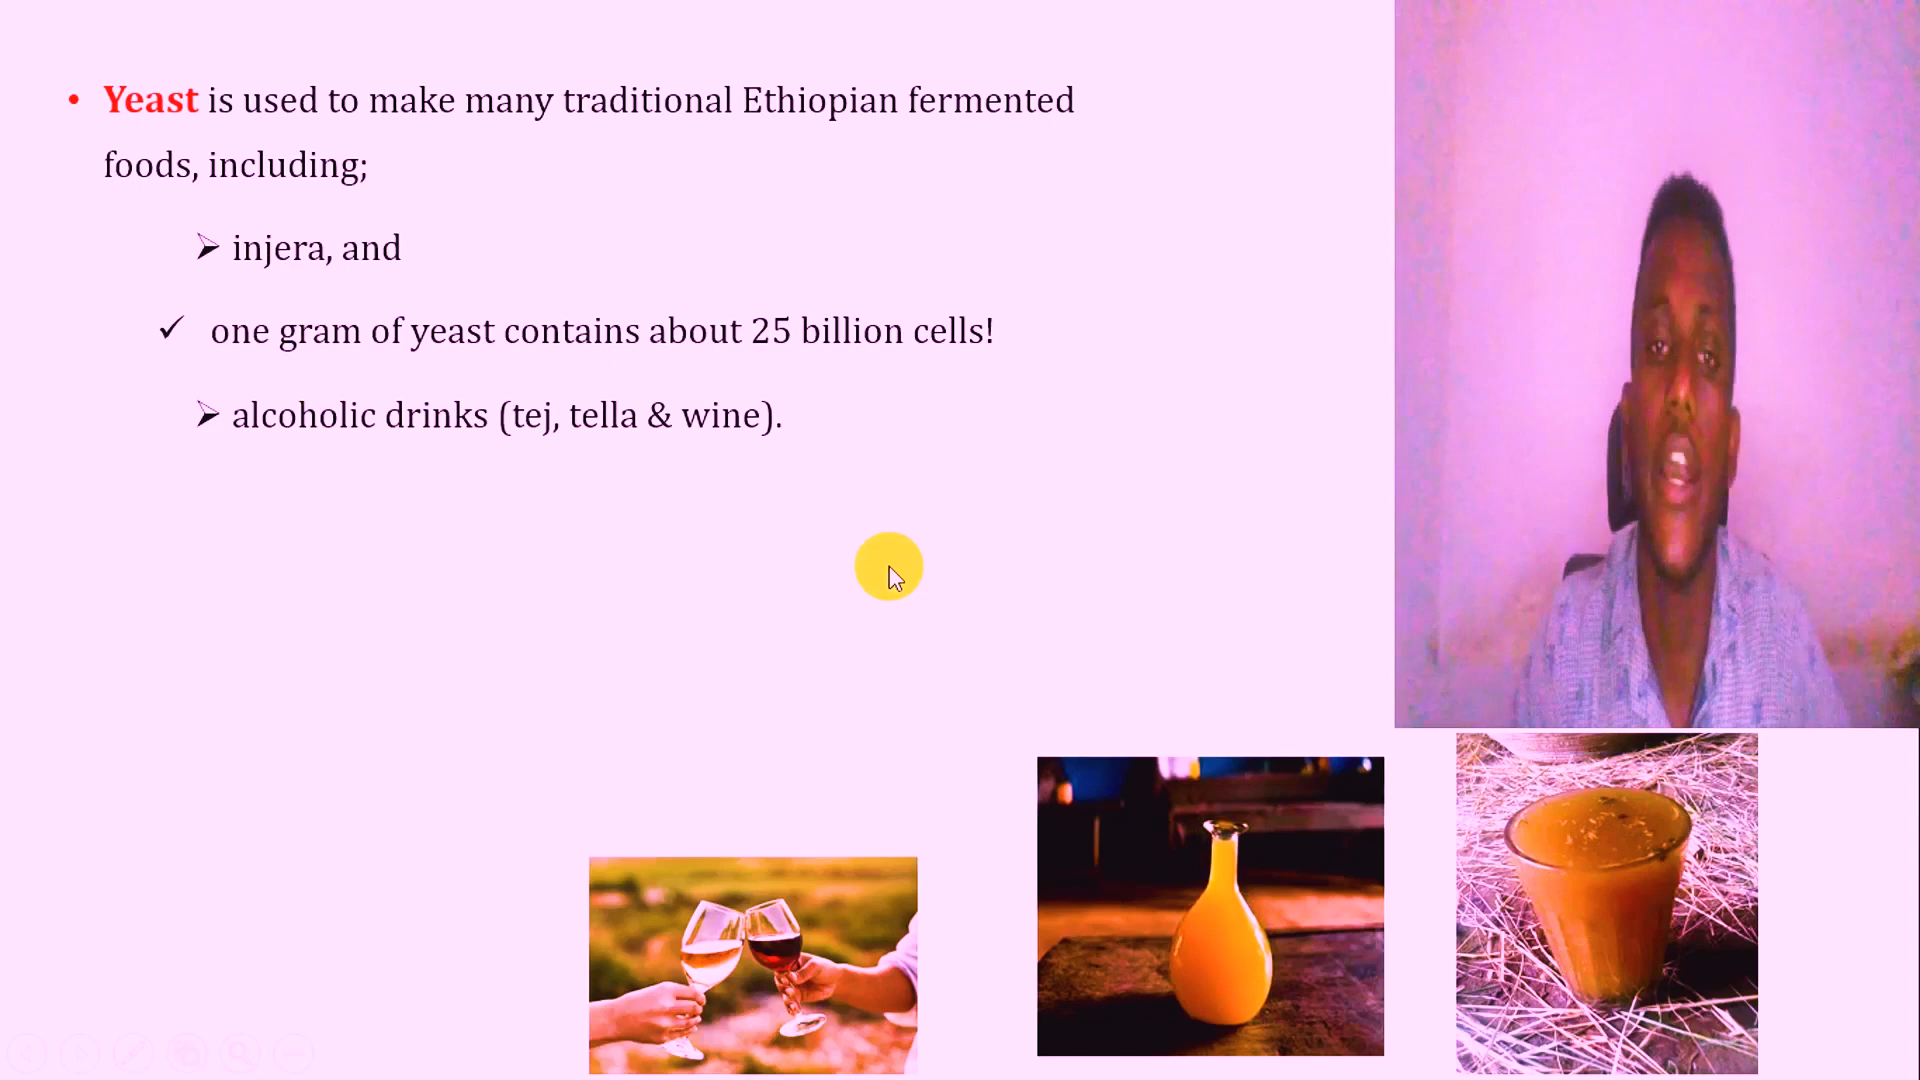 • Yeast is used to make many traditional Ethiopian fermented
foods, including;
➢ injera, and
✓ one gram of yeast contains about 25 billion cells!
➢ alcoholic drinks (tej, tella & wine).